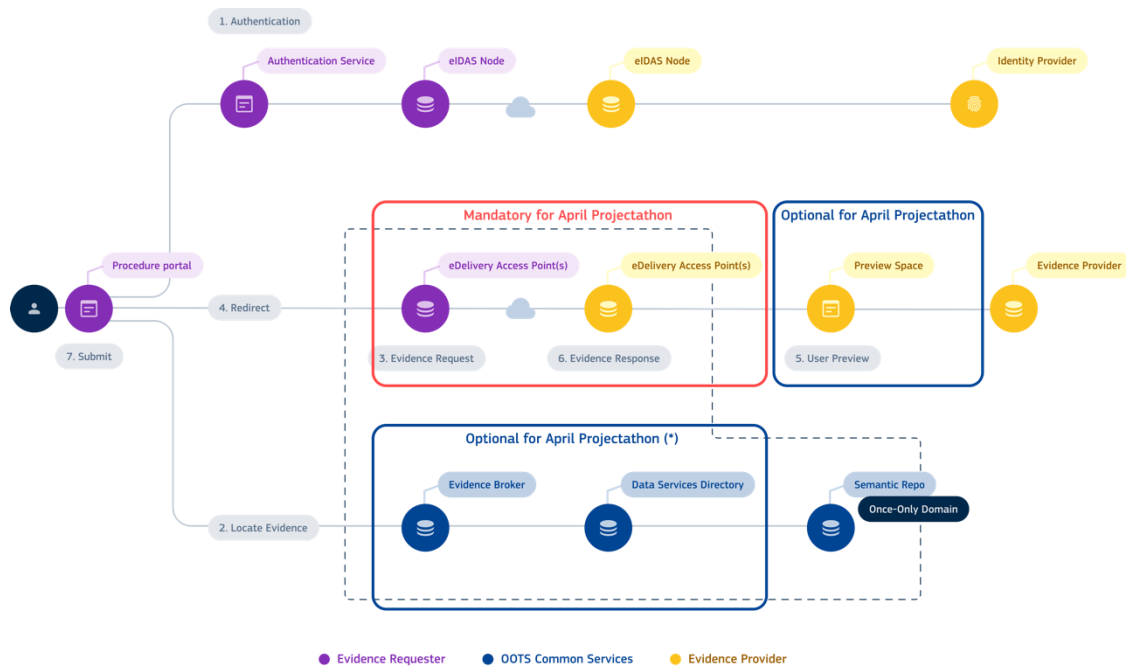 1. Authentication
Authentication Service
eIDAS Node
eIDAS Node
Identity Provider
Mandatory for April Projectathon
Optional for April Projectathon
Procedure portal
eDelivery Access Point(s)
eDelivery Access Point(s)
Preview Space
Evidence Provider
4. Redirect
7. Submit
3. Evidence Request
6. Evidence Response
5. User Preview
Optional for April Projectathon (*)
Evidence Broker
Data Services Directory
Semantic Repo
Once-Only Domain
2. Locate Evidence
Evidence Requester
OOTS Common Services
Evidence Provider